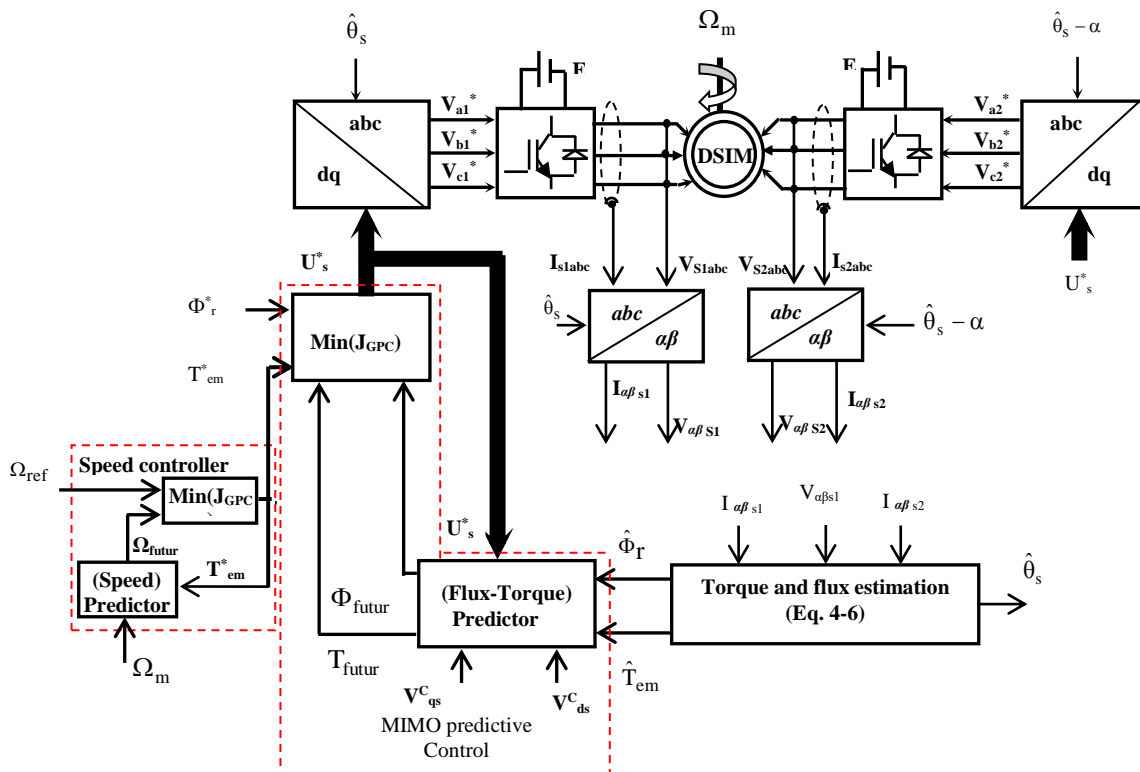 θ̂s
Ωm
θ̂s – α
E
E
Va1*
Vb1*
Vc1*
abc
dq
DSIM
Va2*
Vb2*
Vc2*
abc
dq
U*s
Is1abc
VS1abc
VS2abc
Is2abc
U*s
Φ*r
Min(JGPC)
θ̂s
abc
αβ
abc
αβ
θ̂s – α
T*em
Iαβ s1
Vαβ S1
Vαβ S2
Iαβ s2
Speed controller
Ωref
Min(JGPC
Ωfutur
T*em
(Speed)
Predictor
Ωm
U*s
Φfutur
Tfutur
(Flux-Torque)
Predictor
VCqs
VCds
MIMO predictive
Control
Φ̂r
T̂em
I αβ s1
Vαβs1
I αβ s2
Torque and flux estimation
(Eq. 4-6)
θ̂s